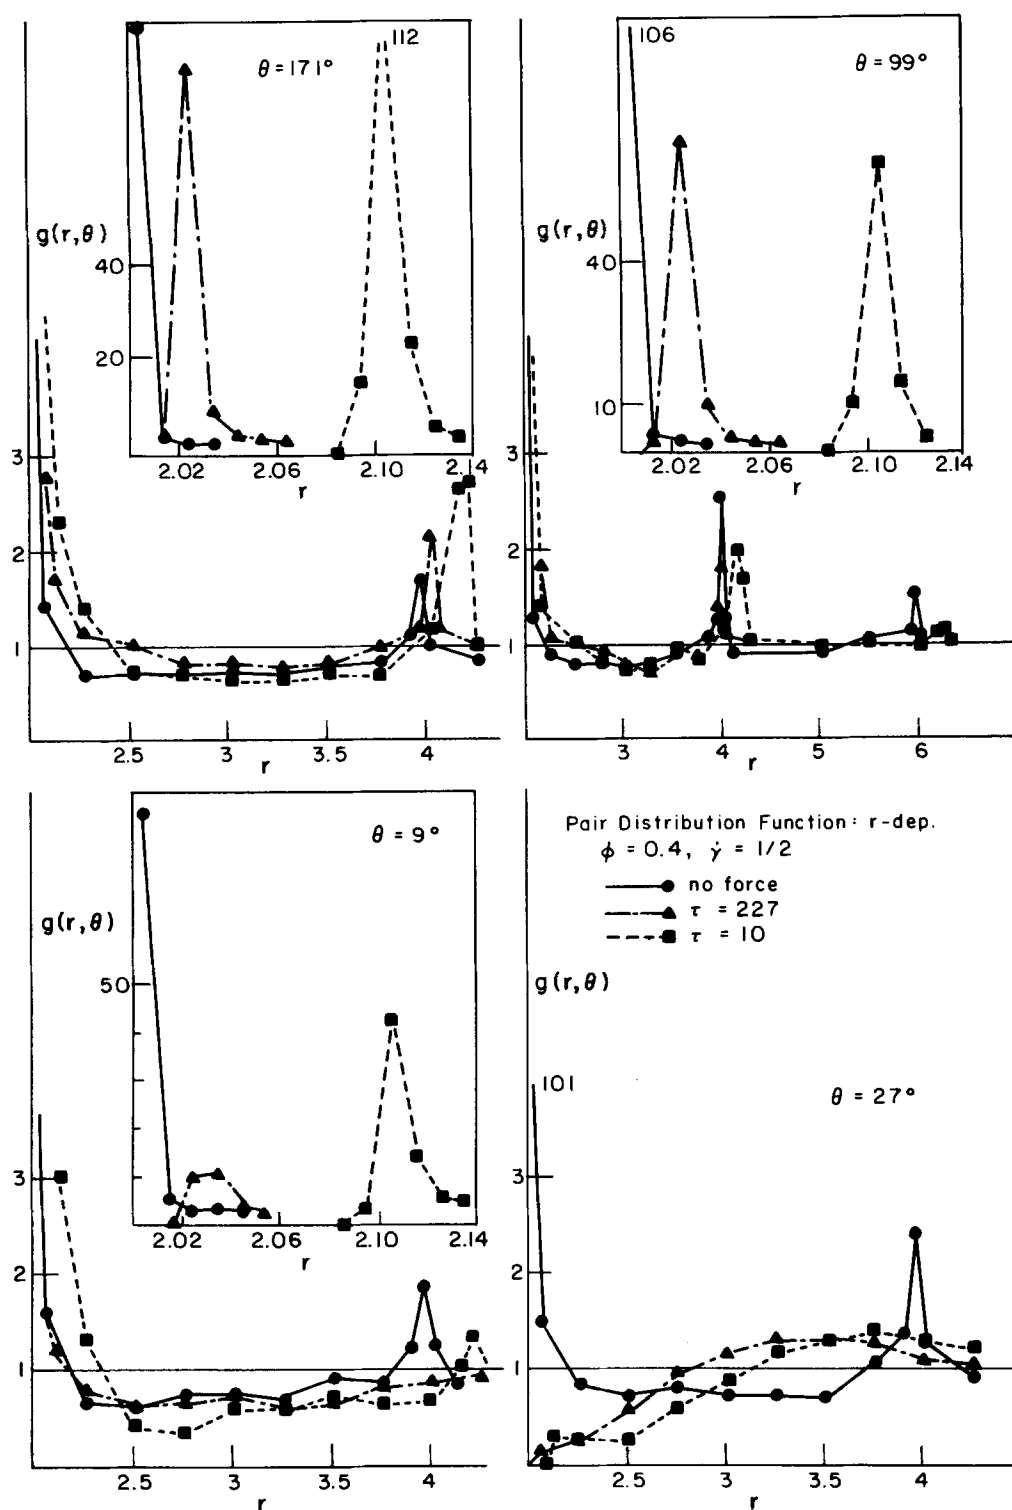 112
θ = 171°
g(r,θ)
40
20
2.02 2.06 2.10 2.14
r
3
2
1
2.5 3 3.5 4
r
106
θ = 99°
g(r,θ)
40
10
2.02 2.06 2.10 2.14
r
3
2
1
3 4 5 6
r
θ = 9°
g(r,θ)
50
2.02 2.06 2.10 2.14
r
3
2
1
2.5 3 3.5 4
r
Pair Distribution Function: r-dep.
ϕ = 0.4, γ̇ = 1/2
no force
τ = 227
τ = 10
g(r,θ)
101
θ = 27°
3
2
1
2.5 3 3.5 4
r